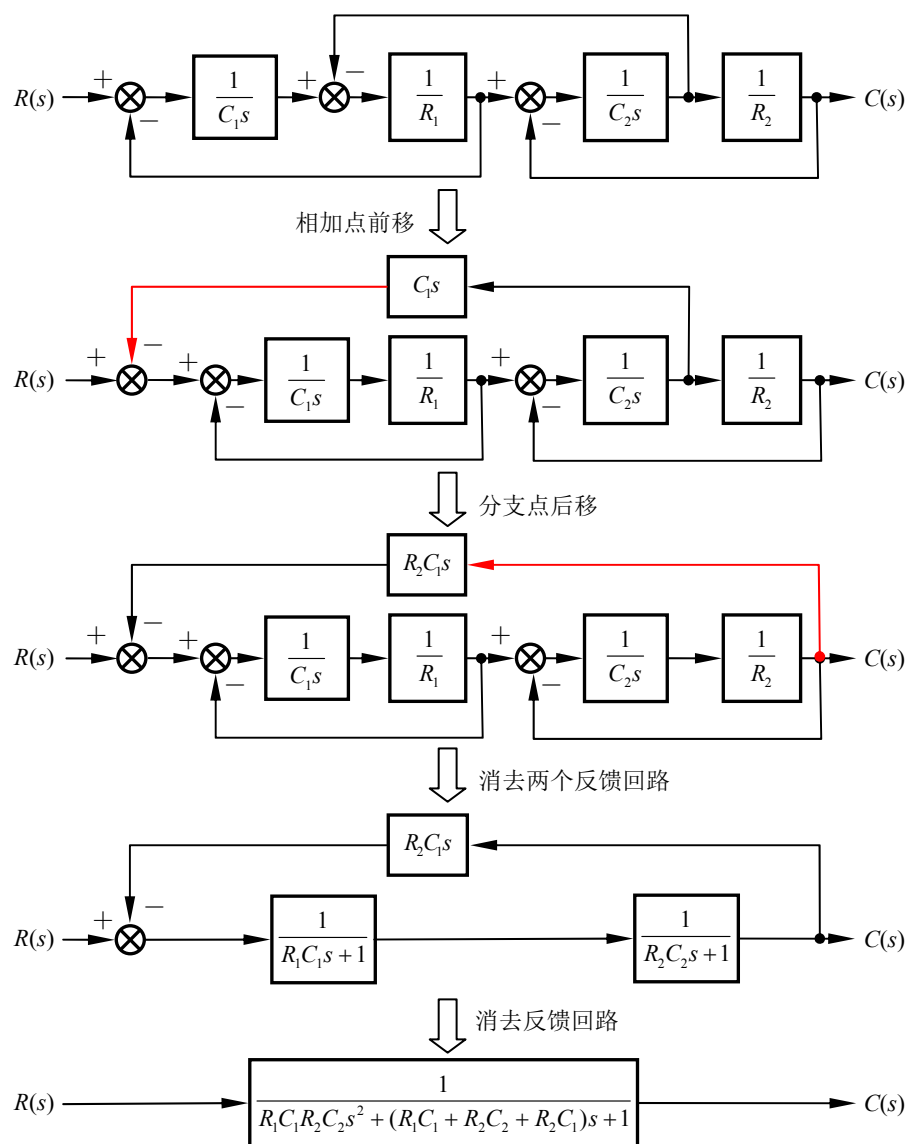 R(s) + − 1/(C₁s) + − 1/R₁ + − 1/(C₂s) 1/R₂ C(s)
相加点前移
C₁s
R(s) + − + − 1/(C₁s) 1/R₁ + − 1/(C₂s) 1/R₂ C(s)
分支点后移
R₂C₁s
R(s) + − + − 1/(C₁s) 1/R₁ + − 1/(C₂s) 1/R₂ C(s)
消去两个反馈回路
R₂C₁s
R(s) + − 1/(R₁C₁s+1) 1/(R₂C₂s+1) C(s)
消去反馈回路
R(s) 1/(R₁C₁R₂C₂s²+(R₁C₁+R₂C₂+R₂C₁)s+1) C(s)